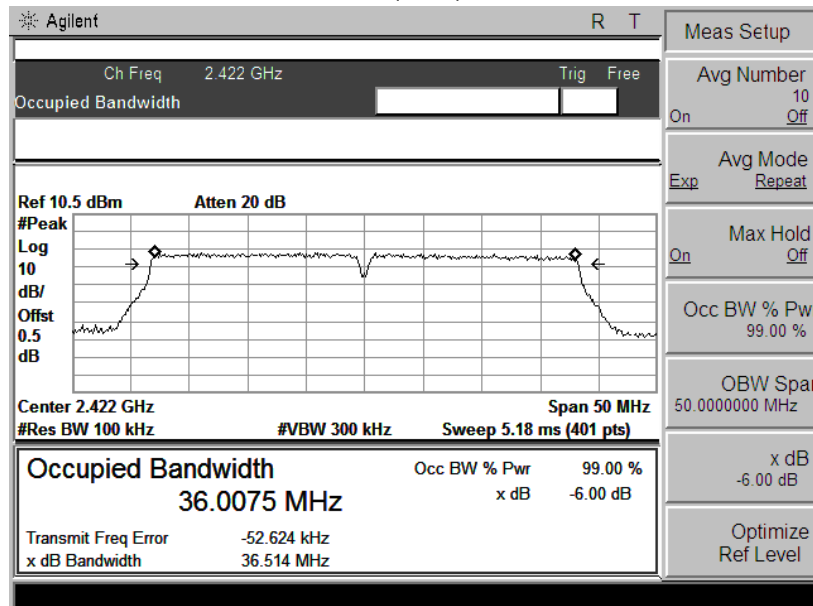 Agilent R T
Ch Freq 2.422 GHz Trig Free
Occupied Bandwidth
Ref 10.5 dBm Atten 20 dB
#Peak
Log
10
dB/
Offst
0.5
dB
Center 2.422 GHz Span 50 MHz
#Res BW 100 kHz #VBW 300 kHz Sweep 5.18 ms (401 pts)
Occupied Bandwidth Occ BW % Pwr 99.00 %
36.0075 MHz x dB -6.00 dB
Transmit Freq Error -52.624 kHz
x dB Bandwidth 36.514 MHz
Meas Setup
Avg Number
10
On Off
Avg Mode
Exp Repeat
Max Hold
On Off
Occ BW % Pw
99.00 %
OBW Spa
50.0000000 MHz
x dB
-6.00 dB
Optimize
Ref Level